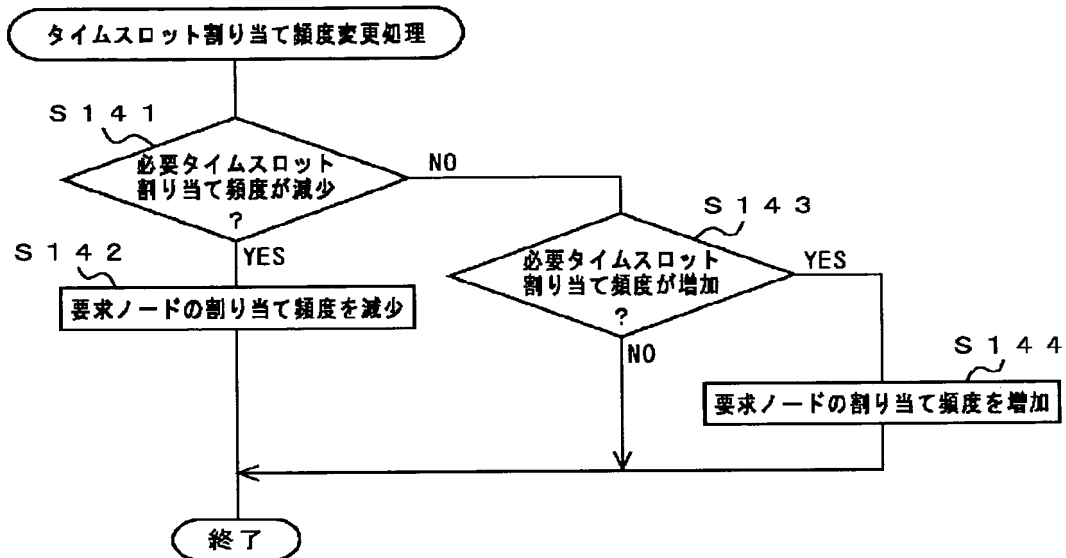 タイムスロット割り当て頻度変更処理
S141
必要タイムスロット
割り当て頻度が減少
?
NO
YES
S142
要求ノードの割り当て頻度を減少
S143
必要タイムスロット
割り当て頻度が増加
?
YES
NO
S144
要求ノードの割り当て頻度を増加
終了